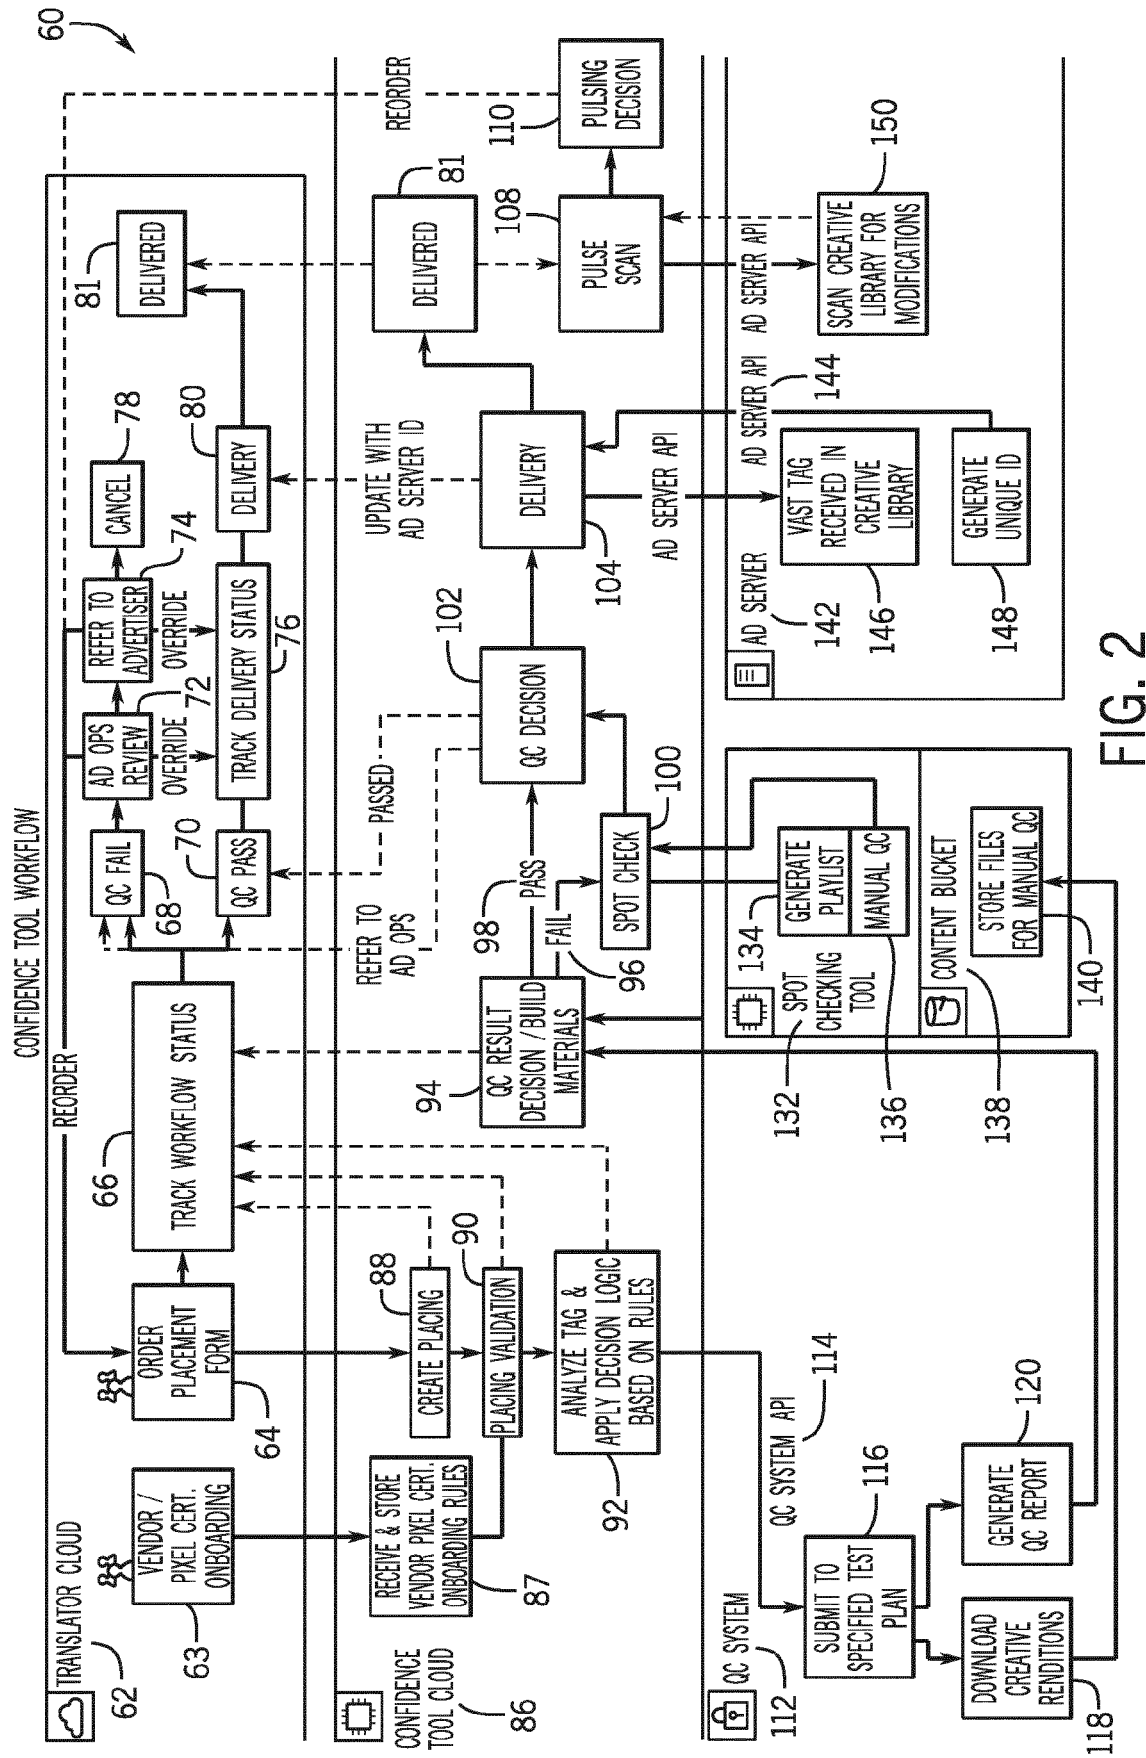 60
CONFIDENCE TOOL WORKFLOW
TRANSLATOR CLOUD
62
VENDOR /
PIXEL CERT.
ONBOARDING
63
REORDER
ORDER
PLACEMENT
FORM
64
66
TRACK WORKFLOW STATUS
QC FAIL
68
70
QC PASS
AD OPS
REVIEW
72
OVERRIDE
REFER TO
ADVERTISER
74
OVERRIDE
TRACK DELIVERY STATUS
76
CANCEL
78
80
DELIVERY
81
DELIVERED
REORDER
CONFIDENCE
TOOL CLOUD
86
RECEIVE & STORE
VENDOR PIXEL CERT.
ONBOARDING RULES
87
88
CREATE PLACING
90
PLACING VALIDATION
ANALYZE TAG &
APPLY DECISION LOGIC
BASED ON RULES
92
94
QC RESULT
DECISION/BUILD
MATERIALS
REFER TO
AD OPS
PASSED
98
PASS
FAIL
96
SPOT CHECK
100
102
QC DECISION
UPDATE WITH
AD SERVER ID
DELIVERY
104
AD SERVER API
81
DELIVERED
108
PULSE
SCAN
110
PULSING
DECISION
QC SYSTEM
112
QC SYSTEM API
114
SUBMIT TO
SPECIFIED TEST
PLAN
116
DOWNLOAD
CREATIVE
RENDITIONS
118
GENERATE
QC REPORT
120
132
SPOT
CHECKING
TOOL
134
GENERATE
PLAYLIST
MANUAL QC
136
CONTENT BUCKET
138
STORE FILES
FOR MANUAL QC
140
AD SERVER
142
AD SERVER API
144
AD SERVER API
VAST TAG
RECEIVED IN
CREATIVE
LIBRARY
146
GENERATE
UNIQUE ID
148
SCAN CREATIVE
LIBRARY FOR
MODIFICATIONS
150
FIG. 2